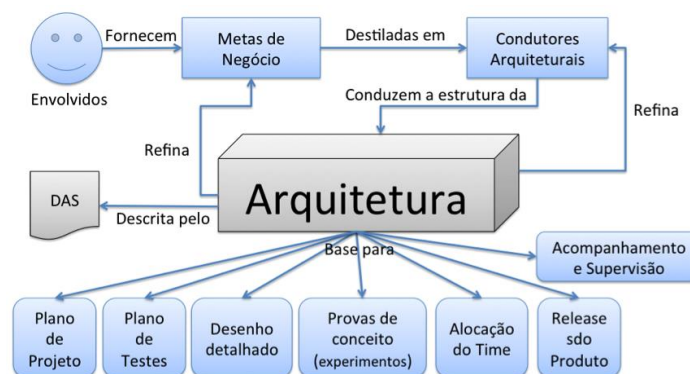 Fornecem
Metas de
Negócio
Destiladas em
Condutores
Arquiteturais
Envolvidos
Conduzem a estrutura da
Refina
Refina
DAS
Arquitetura
Descrita pelo
Base para
Acompanhamento
e Supervisão
Plano
de
Projeto
Plano
de
Testes
Desenho
detalhado
Provas de
conceito
(experimentos)
Alocação
do Time
Release
sdo
Produto